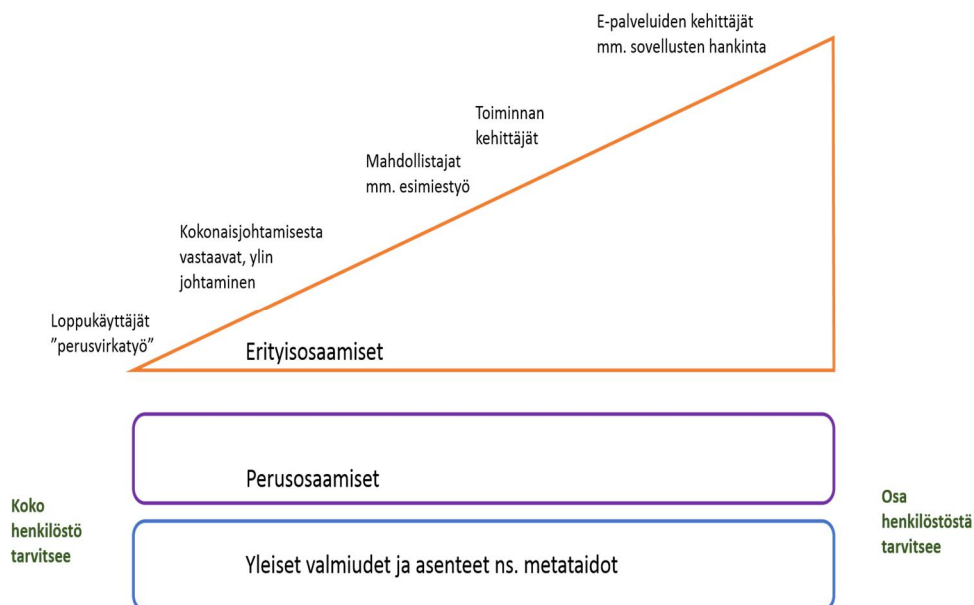 E-palveluiden kehittäjät
mm. sovellusten hankinta
Toiminnan
kehittäjät
Mahdollistajat
mm. esimiestyö
Kokonaisjohtamisesta
vastaavat, ylin
johtaminen
Loppukäyttäjät
”perusvirkatyö”
Erityisosaamiset
Perusosaamiset
Koko
henkilöstö
tarvitsee
Osa
henkilöstöstä
tarvitsee
Yleiset valmiudet ja asenteet ns. metataidot